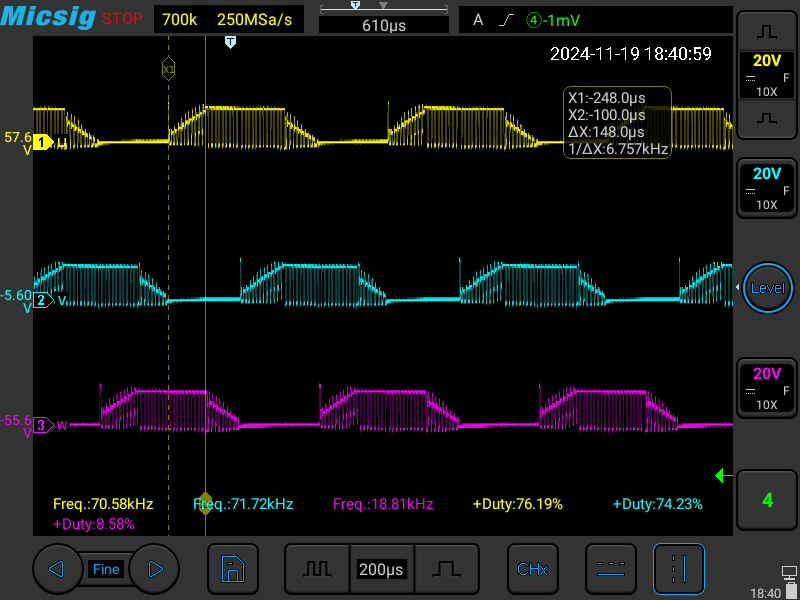 Micsig STOP 700k 250MSa/s 610µs A 4 -1mV
2024-11-19 18:40:59
X1
X1:-248.0µs
X2:-100.0µs
ΔX:148.0µs
1/ΔX:6.757kHz
57.6
V
1
20V
F
10X
20V
F
10X
-5.60
V
2 V
Level
20V
F
10X
-55.6
V
3 W
Freq.:70.58kHz Freq.:71.72kHz Freq.:18.81kHz +Duty:76.19% +Duty:74.23%
+Duty:8.58%
4
Fine 200µs CHx
18:40